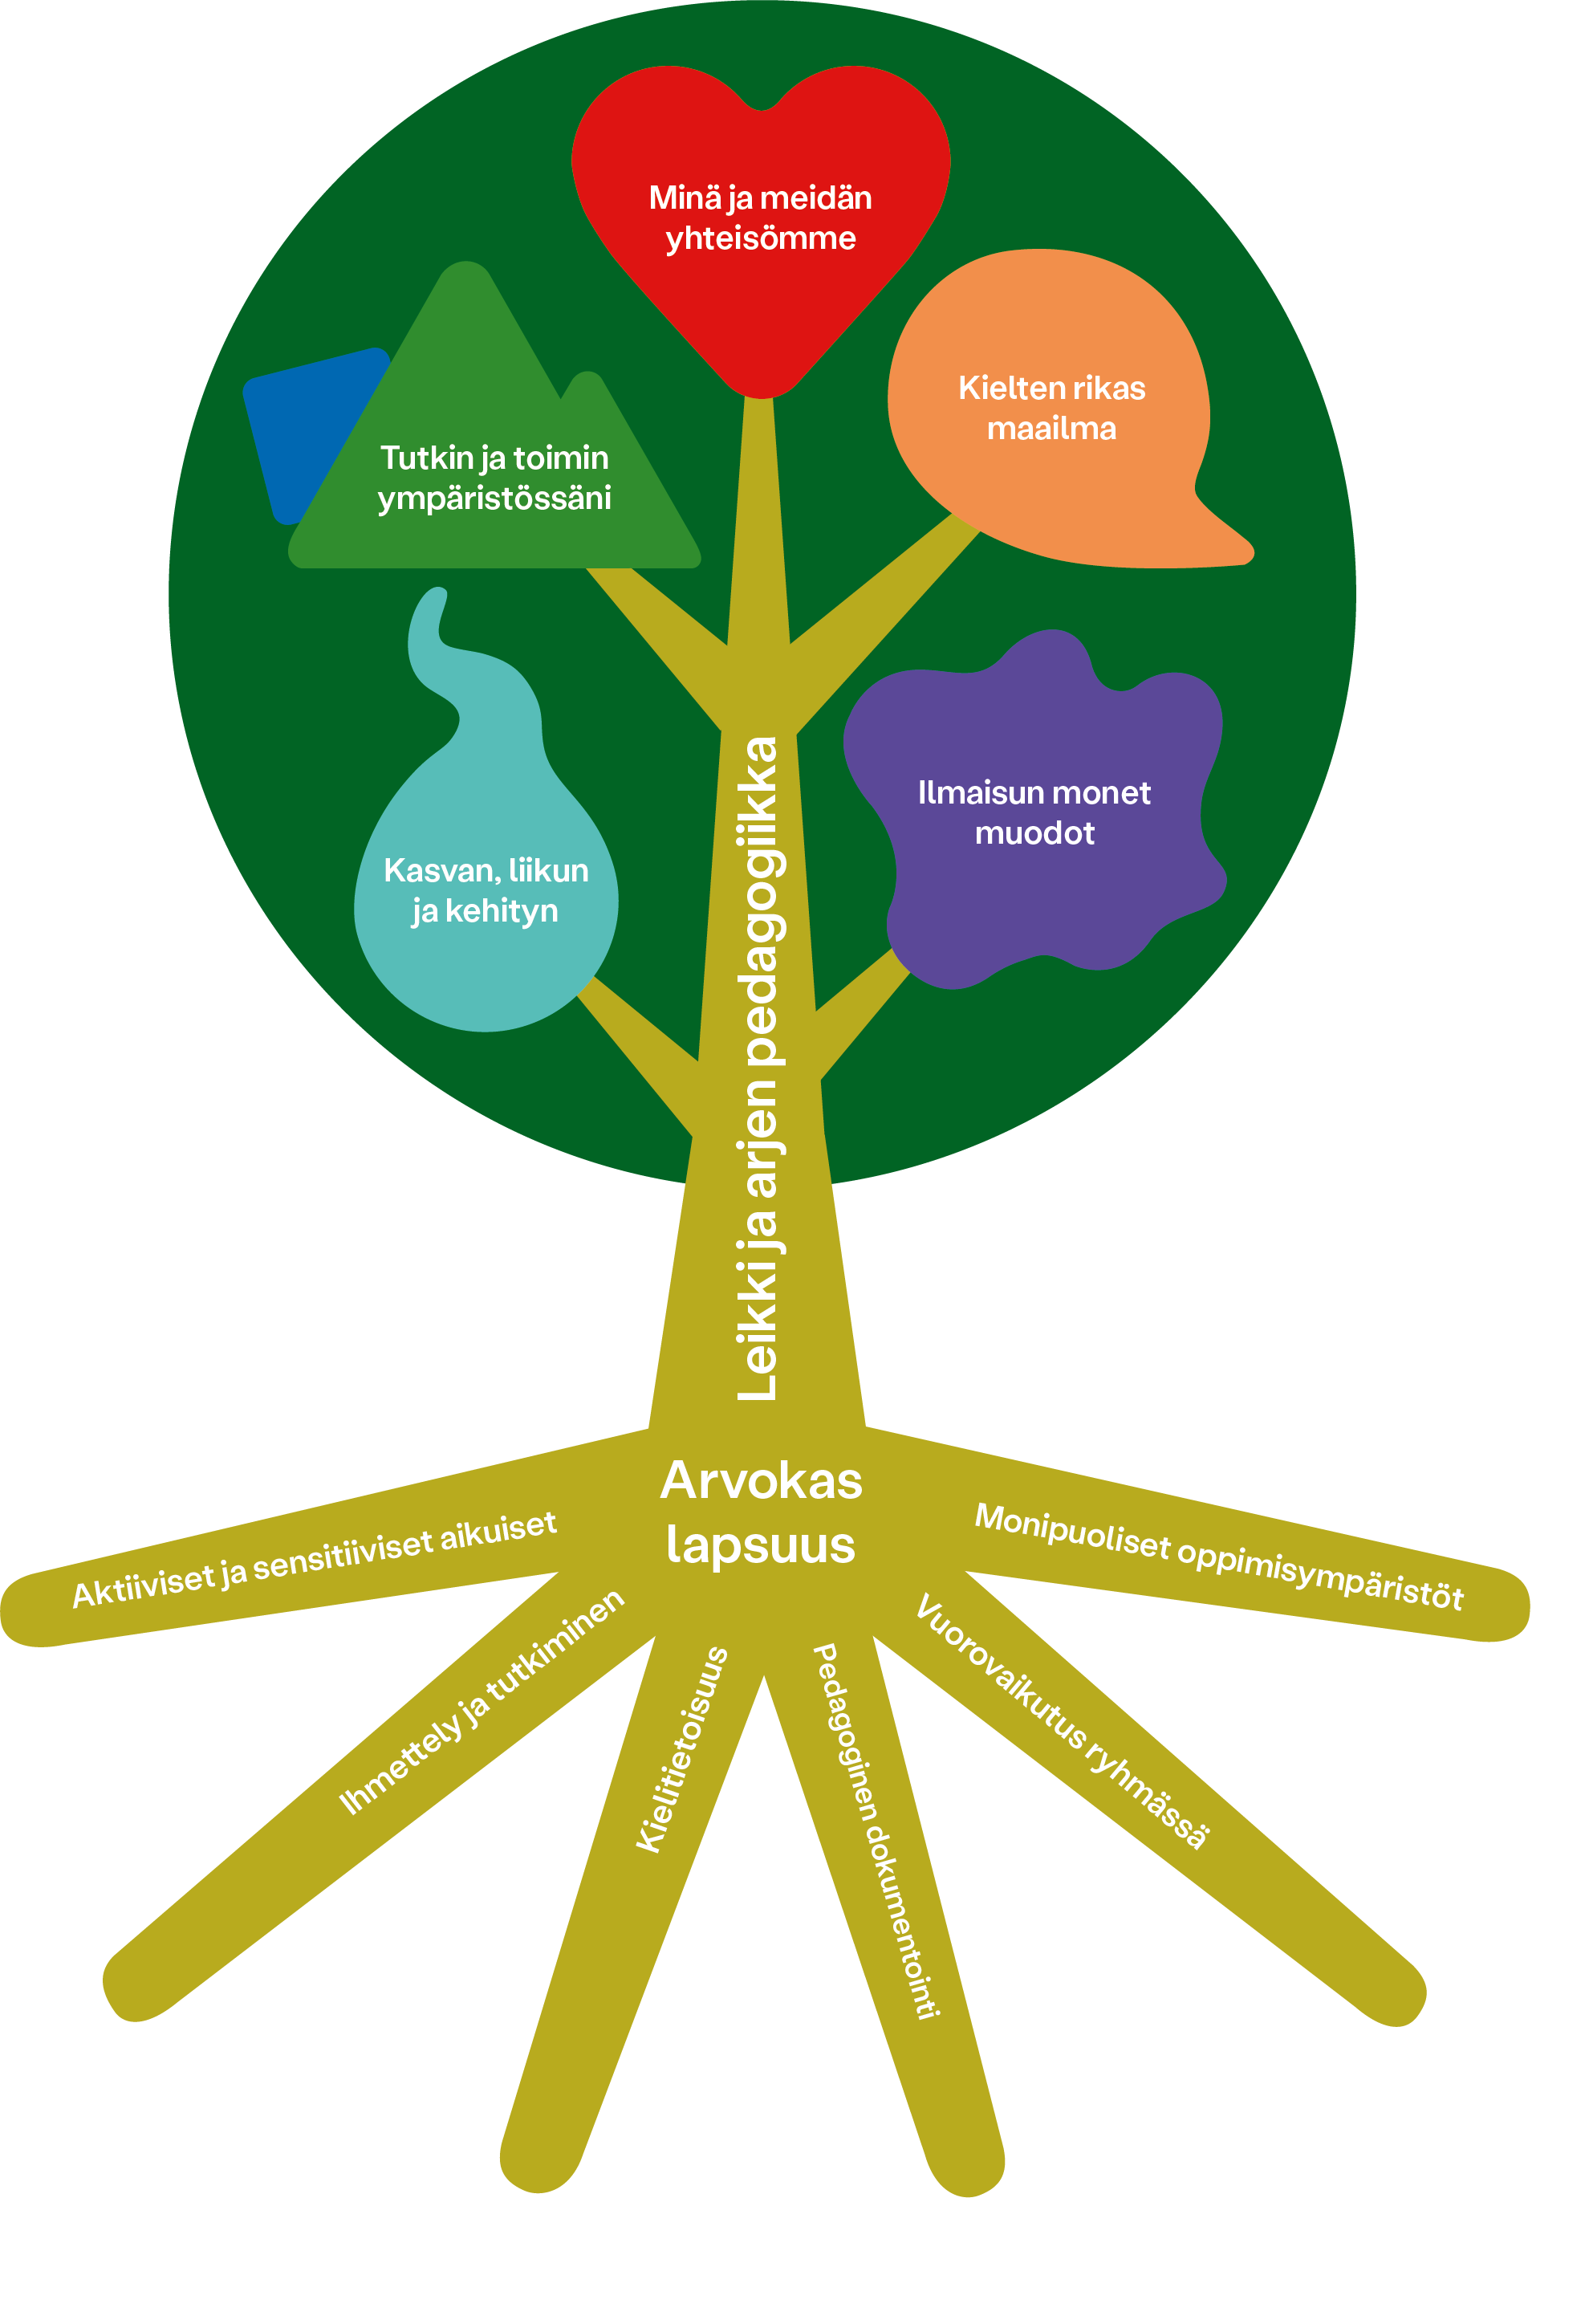 Minä ja meidän
yhteisömme
Kielten rikas
maailma
Tutkin ja toimin
ympäristössäni
Ilmaisun monet
muodot
Kasvan, liikun
ja kehityn
Leikki ja arjen pedagogiikka
Arvokas
lapsuus
Aktiiviset ja sensitiiviset aikuiset
Ihmettely ja tutkiminen
Kielitietoisuus
Pedagoginen dokumentointi
Vuorovaikutus ryhmässä
Monipuoliset oppimisympäristöt